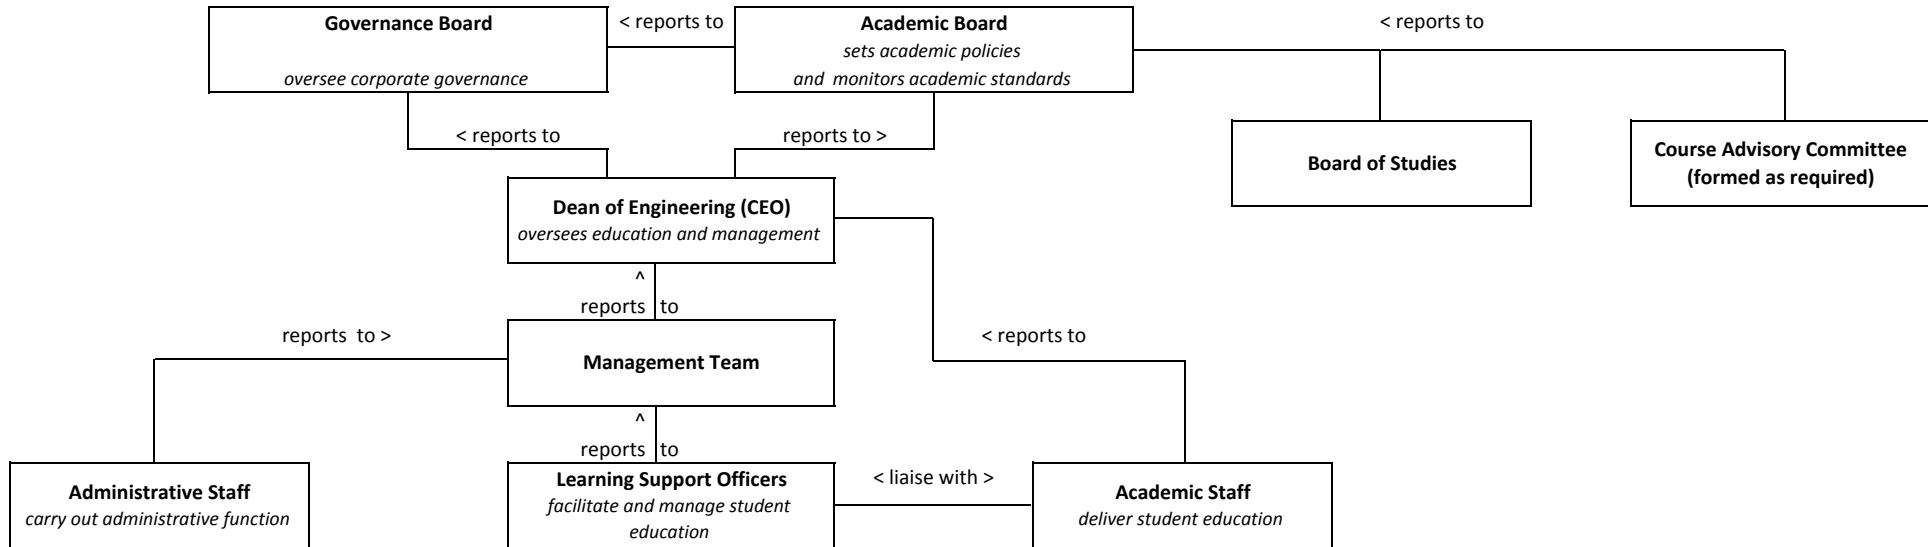 Governance Board
oversee corporate governance
< reports to
Academic Board
sets academic policies
and monitors academic standards
< reports to
< reports to
reports to >
Board of Studies
Course Advisory Committee
(formed as required)
Dean of Engineering (CEO)
oversees education and management
^
reports to
reports to >
< reports to
Management Team
^
reports to
Administrative Staff
carry out administrative function
Learning Support Officers
facilitate and manage student
education
< liaise with >
Academic Staff
deliver student education